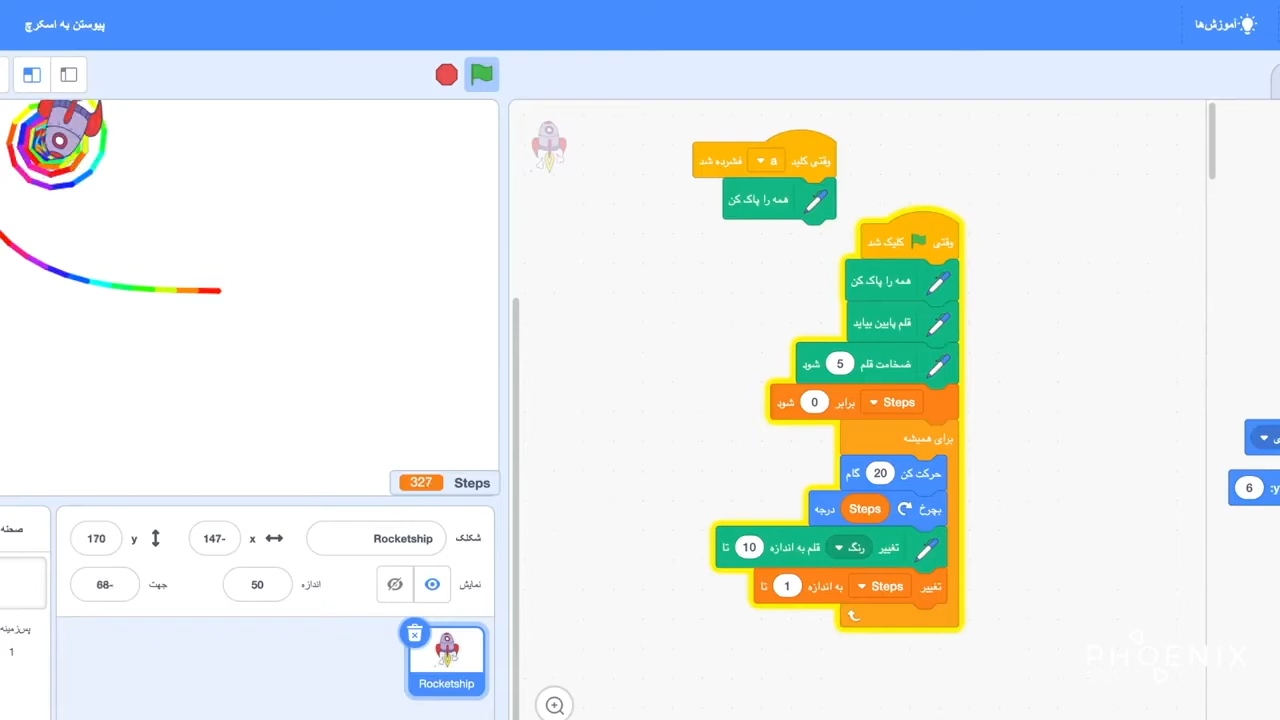 آموزش‌ها
پیوستن به اسکرچ
وقتی کلید a فشرده شد
همه را پاک کن
وقتی کلیک شد
همه را پاک کن
قلم پایین بیاید
ضخامت قلم 5 شود
Steps برابر 0 شود
برای همیشه
حرکت کن 20 گام
بچرخ Steps درجه
تغییر رنگ قلم به اندازه 10 تا
تغییر Steps به اندازه 1 تا
6 :y
Steps 327
شکلک Rocketship x 147- y 170
نمایش اندازه 50 جهت 68-
Rocketship
صحنه
پس‌زمینه
1
PHOENIX